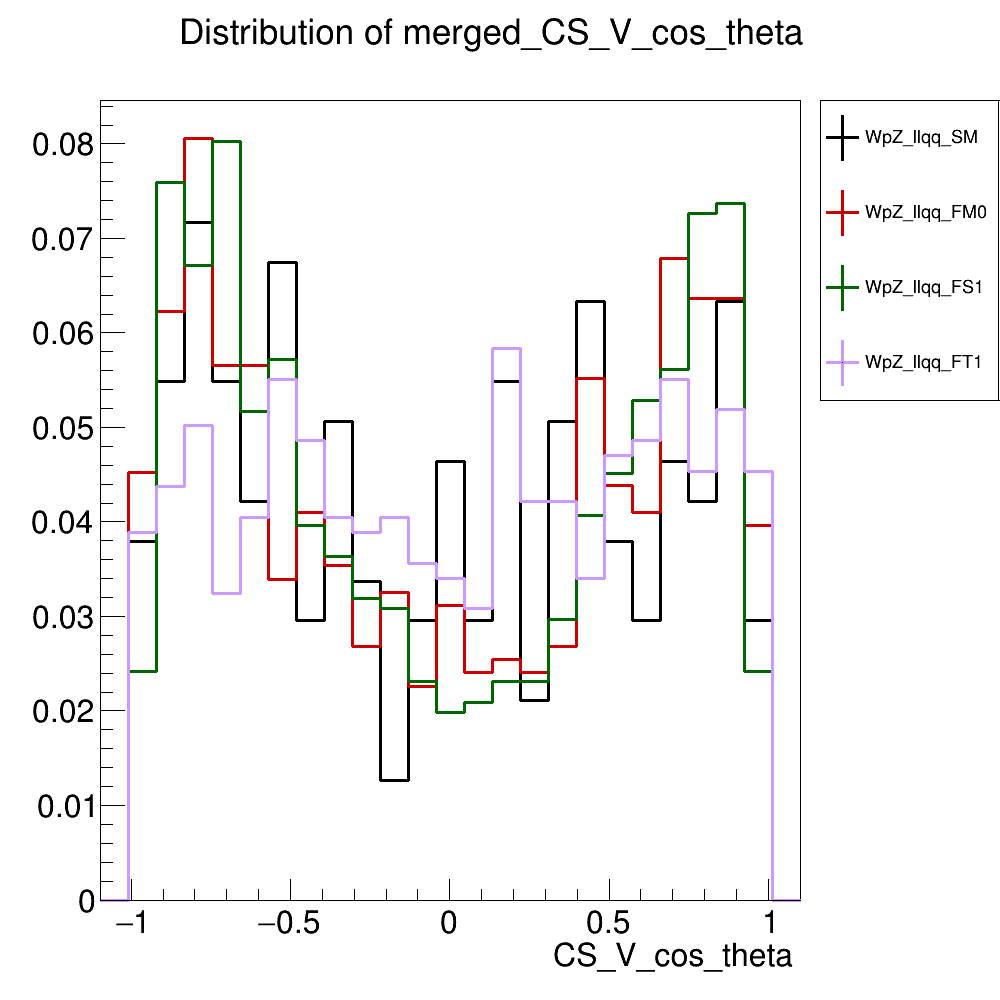 Distribution of merged_CS_V_cos_theta
0.08
0.07
0.06
0.05
0.04
0.03
0.02
0.01
0
−1
−0.5
0
0.5
1
CS_V_cos_theta
WpZ_llqq_SM
WpZ_llqq_FM0
WpZ_llqq_FS1
WpZ_llqq_FT1